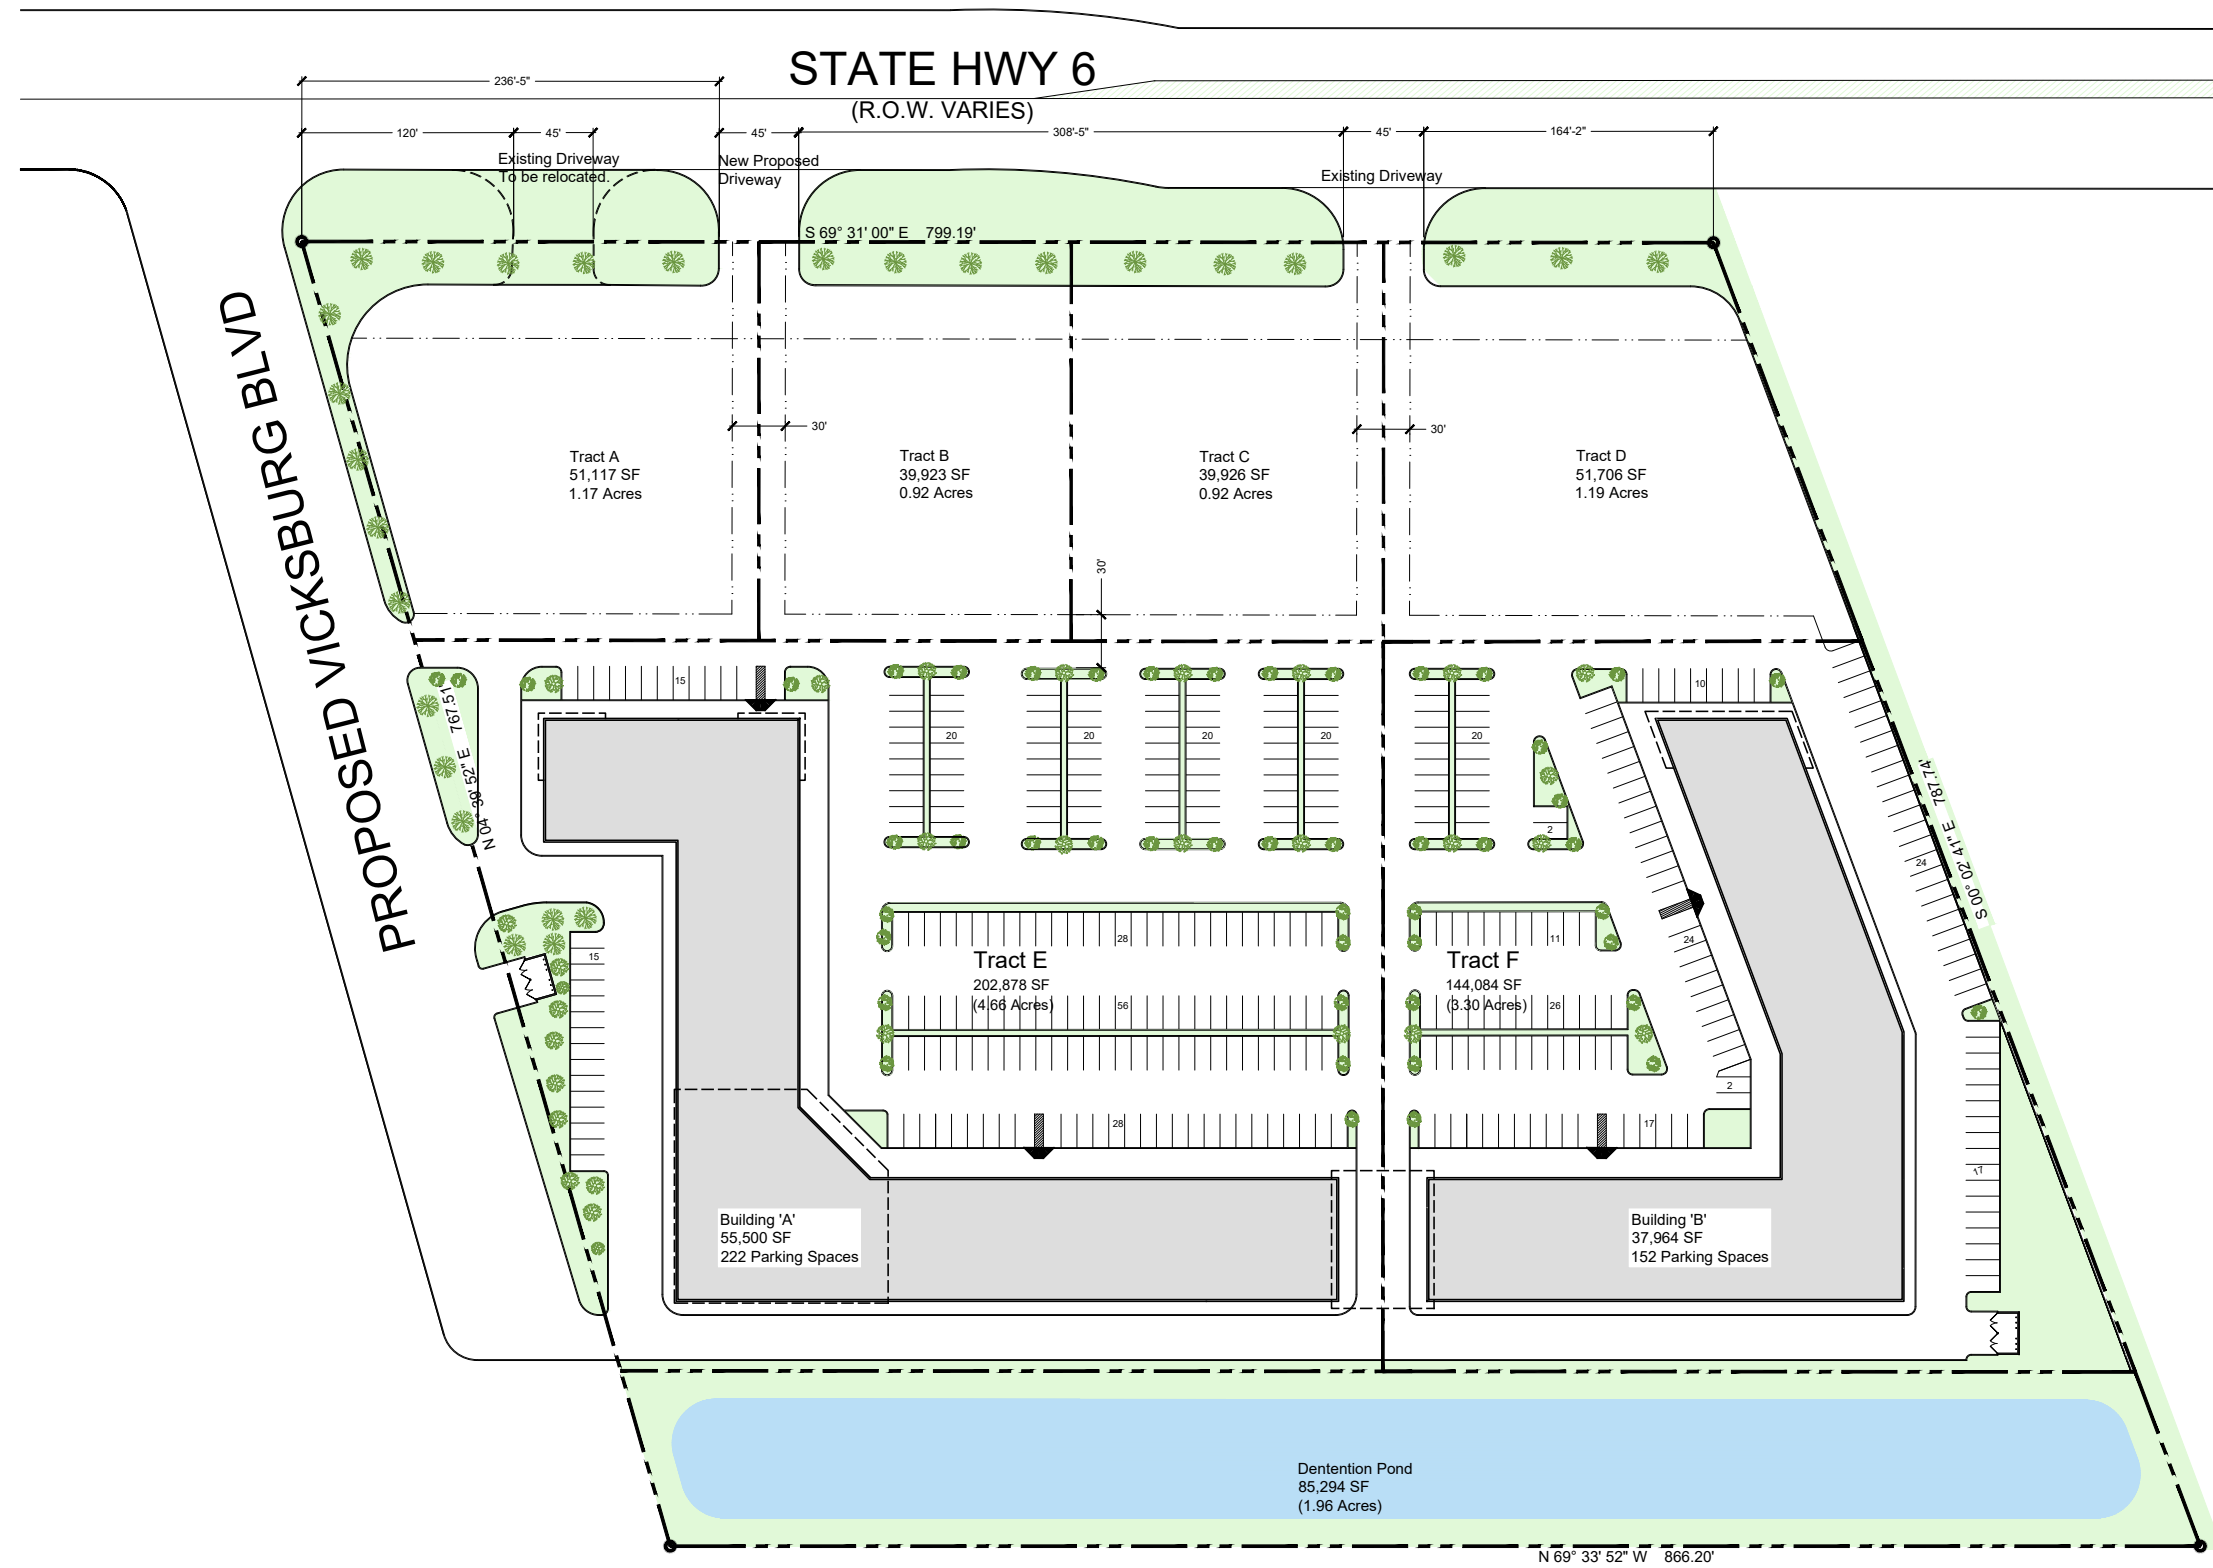 STATE HWY 6
(R.O.W. VARIES)
236'-5"
120'
45'
45'
308'-5"
45'
164'-2"
Existing Driveway
To be relocated.
New Proposed
Driveway
Existing Driveway
S 69° 31' 00" E 799.19'
PROPOSED VICKSBURG BLVD
30'
30'
Tract A
51,117 SF
1.17 Acres
Tract B
39,923 SF
0.92 Acres
Tract C
39,926 SF
0.92 Acres
Tract D
51,706 SF
1.19 Acres
30'
15
10
N 04° 39' 52" E 767.51'
20
20
20
20
20
2
24
S 00° 02' 41" E 787.74'
15
28
11
24
Tract E
202,878 SF
(4.66 Acres)
Tract F
144,084 SF
(3.30 Acres)
56
26
2
28
17
17
Building 'A'
55,500 SF
222 Parking Spaces
Building 'B'
37,964 SF
152 Parking Spaces
Dentention Pond
85,294 SF
(1.96 Acres)
N 69° 33' 52" W 866.20'